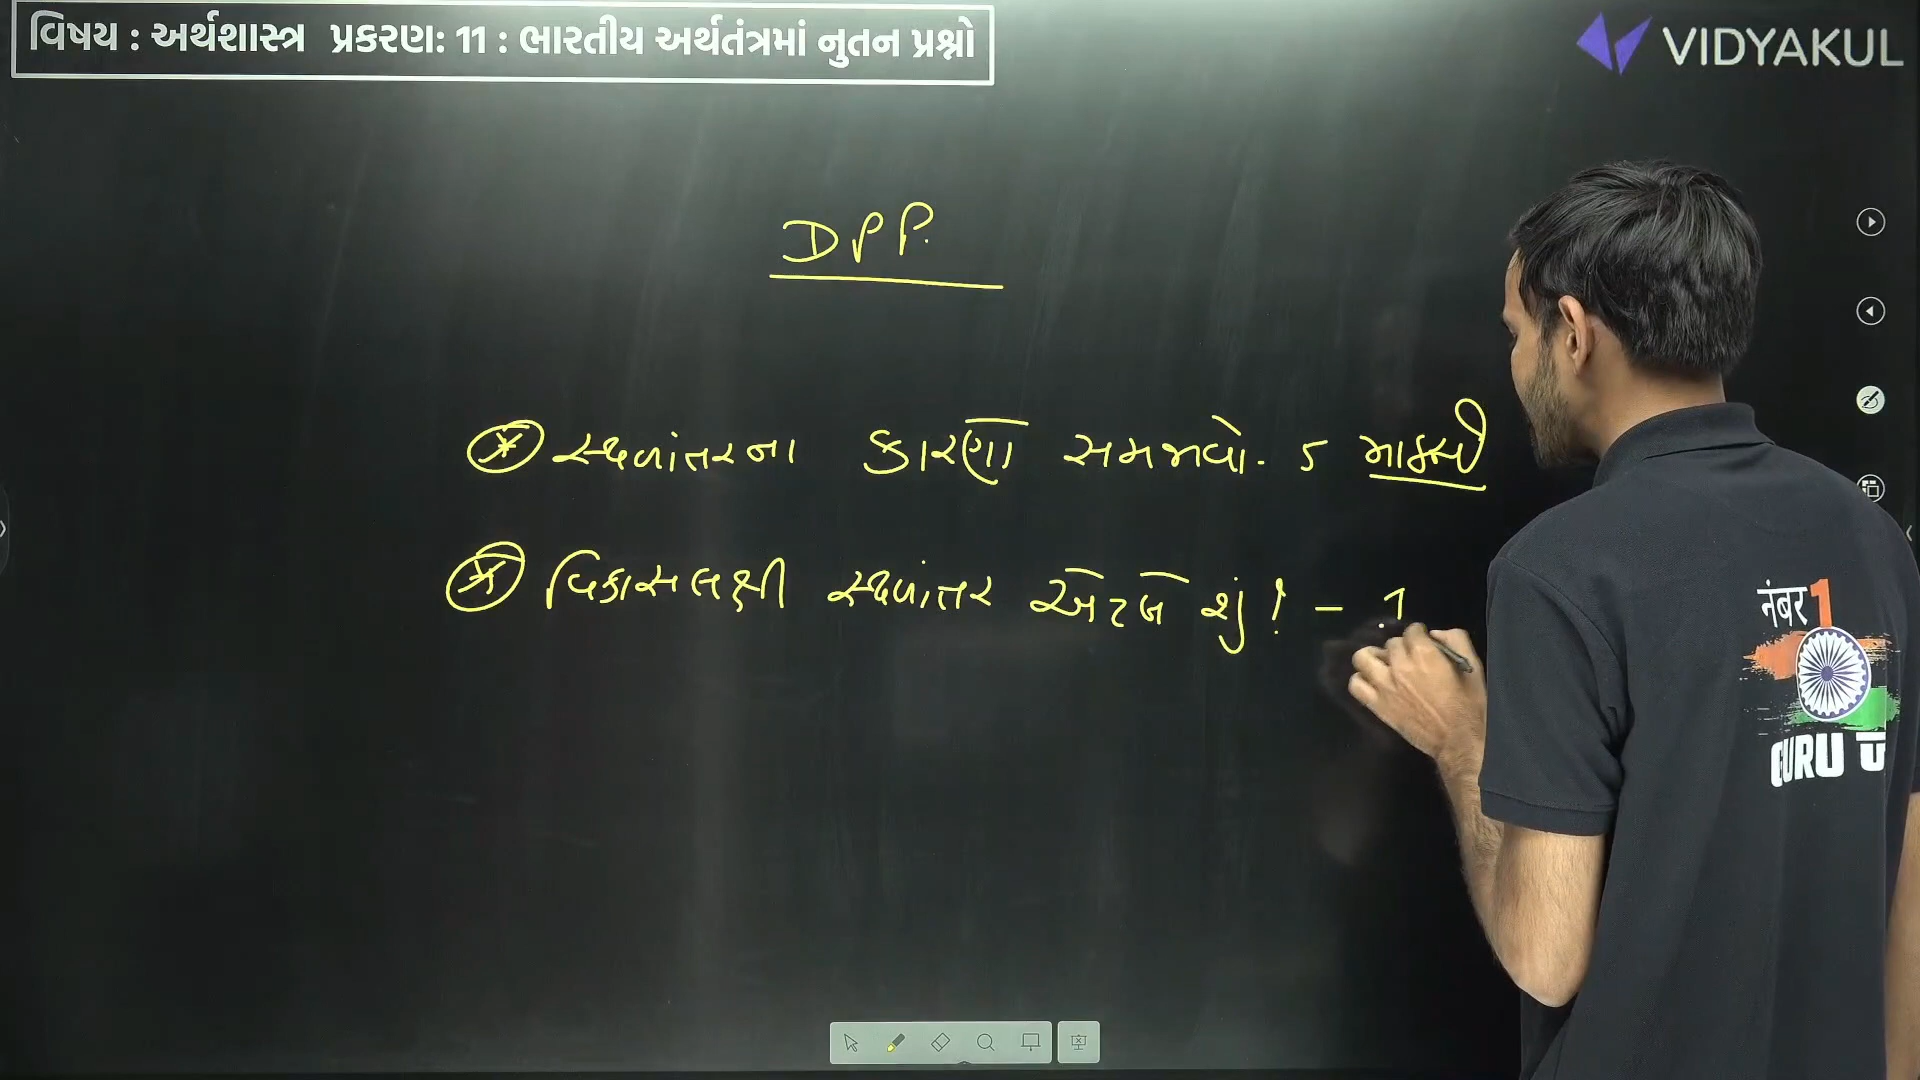 વિષય : અર્થશાસ્ત્ર પ્રકરણ: 11 : ભારતીય અર્થતંત્રમાં નુતન પ્રશ્નો
VIDYAKUL
DPP.
સ્થળાંતરના કારણો સમજાવો. 5 માર્કસ
વિકાસલક્ષી સ્થળાંતર એટલે શું? - 1
नंबर 1
GURU